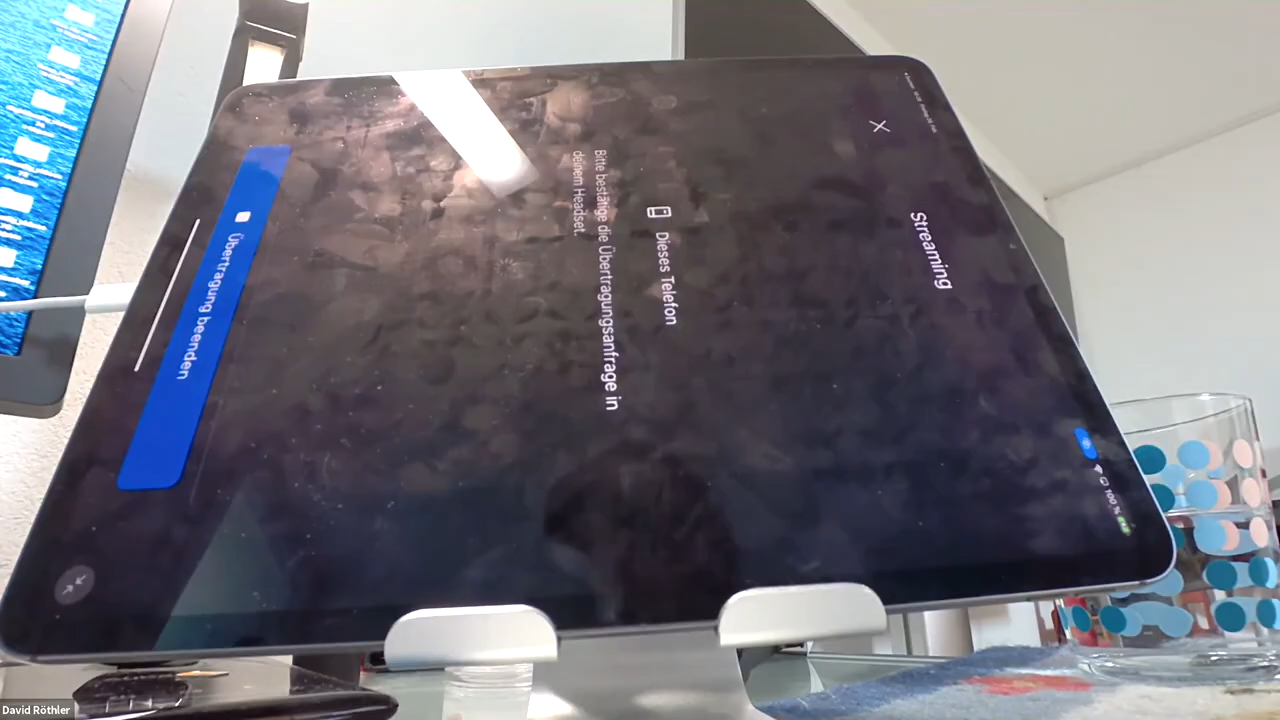 Streaming
100 %
Dieses Telefon
Bitte bestätige die Übertragungsanfrage in
deinem Headset.
Übertragung beenden
David Röthler